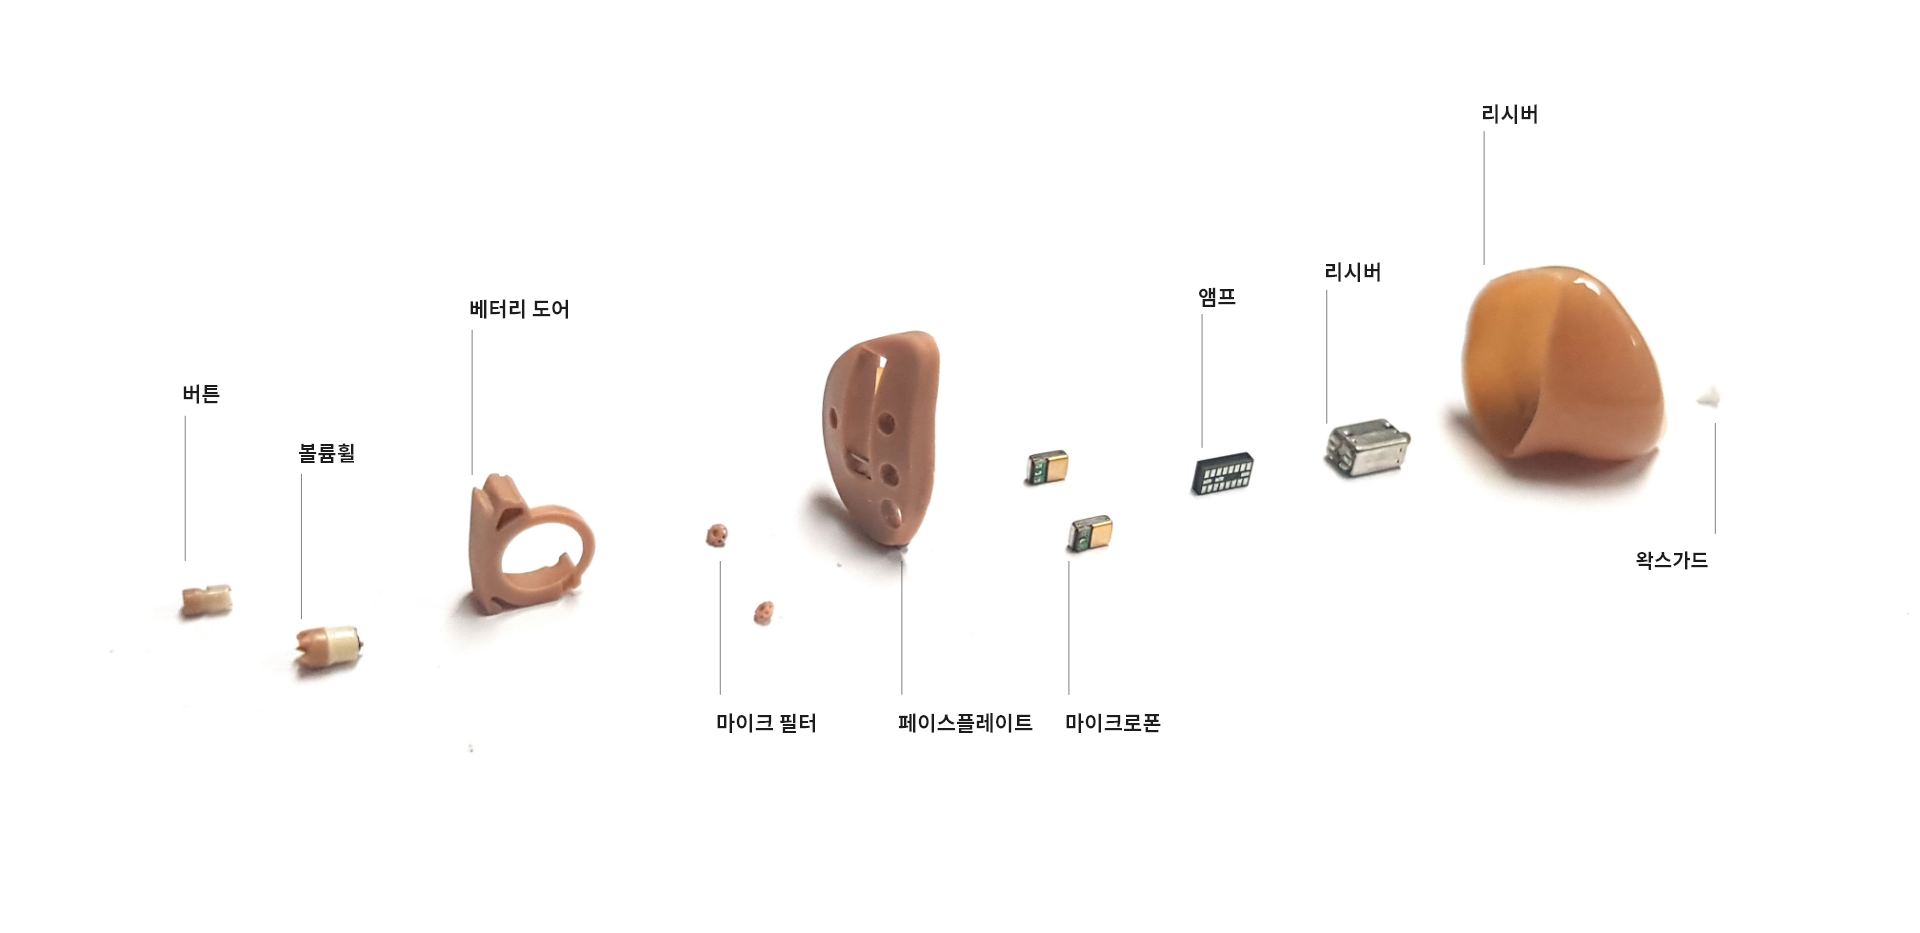 리시버
리시버
앰프
베터리 도어
버튼
볼륨휠
왁스가드
마이크 필터
페이스플레이트
마이크로폰